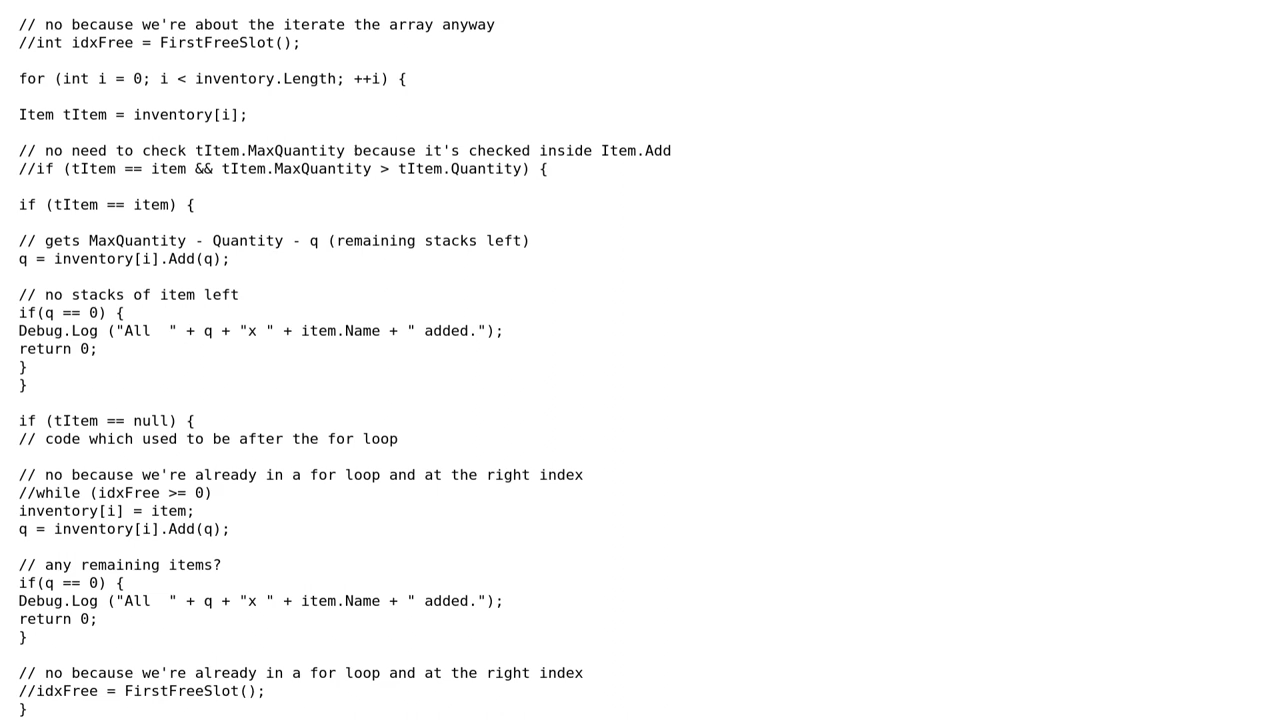 // no because we're about the iterate the array anyway
//int idxFree = FirstFreeSlot();
for (int i = 0; i < inventory.Length; ++i) {
Item tItem = inventory[i];
// no need to check tItem.MaxQuantity because it's checked inside Item.Add
//if (tItem == item && tItem.MaxQuantity > tItem.Quantity) {
if (tItem == item) {
// gets MaxQuantity - Quantity - q (remaining stacks left)
q = inventory[i].Add(q);
// no stacks of item left
if(q == 0) {
Debug.Log ("All  " + q + "x " + item.Name + " added.");
return 0;
}
}
if (tItem == null) {
// code which used to be after the for loop
// no because we're already in a for loop and at the right index
//while (idxFree >= 0)
inventory[i] = item;
q = inventory[i].Add(q);
// any remaining items?
if(q == 0) {
Debug.Log ("All  " + q + "x " + item.Name + " added.");
return 0;
}
// no because we're already in a for loop and at the right index
//idxFree = FirstFreeSlot();
}